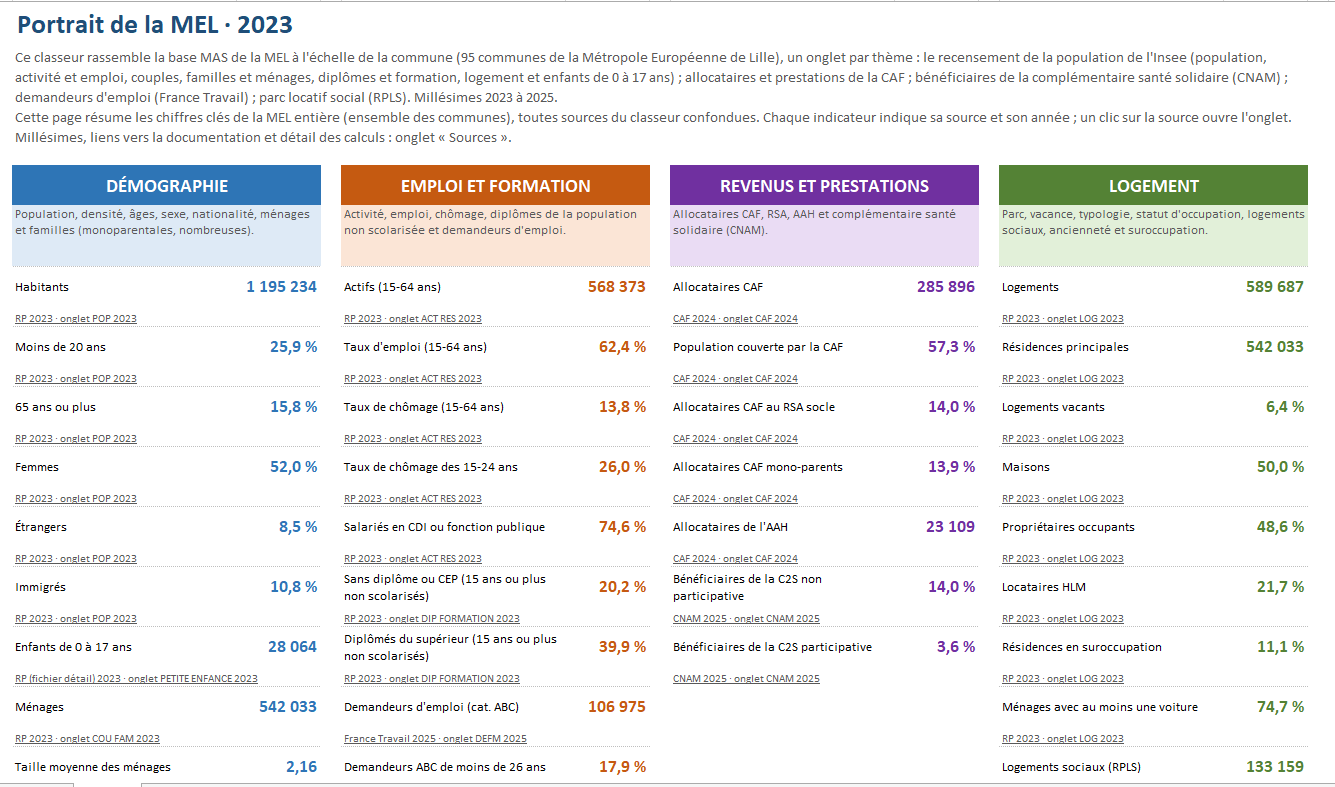 Portrait de la MEL · 2023
Ce classeur rassemble la base MAS de la MEL à l'échelle de la commune (95 communes de la Métropole Européenne de Lille), un onglet par thème : le recensement de la population de l'Insee (population,
activité et emploi, couples, familles et ménages, diplômes et formation, logement et enfants de 0 à 17 ans) ; allocataires et prestations de la CAF ; bénéficiaires de la complémentaire santé solidaire (CNAM) ;
demandeurs d'emploi (France Travail) ; parc locatif social (RPLS). Millésimes 2023 à 2025.
Cette page résume les chiffres clés de la MEL entière (ensemble des communes), toutes sources du classeur confondues. Chaque indicateur indique sa source et son année ; un clic sur la source ouvre l'onglet.
Millésimes, liens vers la documentation et détail des calculs : onglet « Sources ».
DÉMOGRAPHIE
Population, densité, âges, sexe, nationalité, ménages
et familles (monoparentales, nombreuses).
Habitants 1 195 234
RP 2023 · onglet POP 2023
Moins de 20 ans 25,9 %
RP 2023 · onglet POP 2023
65 ans ou plus 15,8 %
RP 2023 · onglet POP 2023
Femmes 52,0 %
RP 2023 · onglet POP 2023
Étrangers 8,5 %
RP 2023 · onglet POP 2023
Immigrés 10,8 %
RP 2023 · onglet POP 2023
Enfants de 0 à 17 ans 28 064
RP (fichier détail) 2023 · onglet PETITE ENFANCE 2023
Ménages 542 033
RP 2023 · onglet COU FAM 2023
Taille moyenne des ménages 2,16
EMPLOI ET FORMATION
Activité, emploi, chômage, diplômes de la population
non scolarisée et demandeurs d'emploi.
Actifs (15-64 ans) 568 373
RP 2023 · onglet ACT RES 2023
Taux d'emploi (15-64 ans) 62,4 %
RP 2023 · onglet ACT RES 2023
Taux de chômage (15-64 ans) 13,8 %
RP 2023 · onglet ACT RES 2023
Taux de chômage des 15-24 ans 26,0 %
RP 2023 · onglet ACT RES 2023
Salariés en CDI ou fonction publique 74,6 %
RP 2023 · onglet ACT RES 2023
Sans diplôme ou CEP (15 ans ou plus
non scolarisés) 20,2 %
RP 2023 · onglet DIP FORMATION 2023
Diplômés du supérieur (15 ans ou plus
non scolarisés) 39,9 %
RP 2023 · onglet DIP FORMATION 2023
Demandeurs d'emploi (cat. ABC) 106 975
France Travail 2025 · onglet DEFM 2025
Demandeurs ABC de moins de 26 ans 17,9 %
REVENUS ET PRESTATIONS
Allocataires CAF, RSA, AAH et complémentaire santé
solidaire (CNAM).
Allocataires CAF 285 896
CAF 2024 · onglet CAF 2024
Population couverte par la CAF 57,3 %
CAF 2024 · onglet CAF 2024
Allocataires CAF au RSA socle 14,0 %
CAF 2024 · onglet CAF 2024
Allocataires CAF mono-parents 13,9 %
CAF 2024 · onglet CAF 2024
Allocataires de l'AAH 23 109
CAF 2024 · onglet CAF 2024
Bénéficiaires de la C2S non
participative 14,0 %
CNAM 2025 · onglet CNAM 2025
Bénéficiaires de la C2S participative 3,6 %
CNAM 2025 · onglet CNAM 2025
LOGEMENT
Parc, vacance, typologie, statut d'occupation, logements
sociaux, ancienneté et suroccupation.
Logements 589 687
RP 2023 · onglet LOG 2023
Résidences principales 542 033
RP 2023 · onglet LOG 2023
Logements vacants 6,4 %
RP 2023 · onglet LOG 2023
Maisons 50,0 %
RP 2023 · onglet LOG 2023
Propriétaires occupants 48,6 %
RP 2023 · onglet LOG 2023
Locataires HLM 21,7 %
RP 2023 · onglet LOG 2023
Résidences en suroccupation 11,1 %
RP 2023 · onglet LOG 2023
Ménages avec au moins une voiture 74,7 %
RP 2023 · onglet LOG 2023
Logements sociaux (RPLS) 133 159